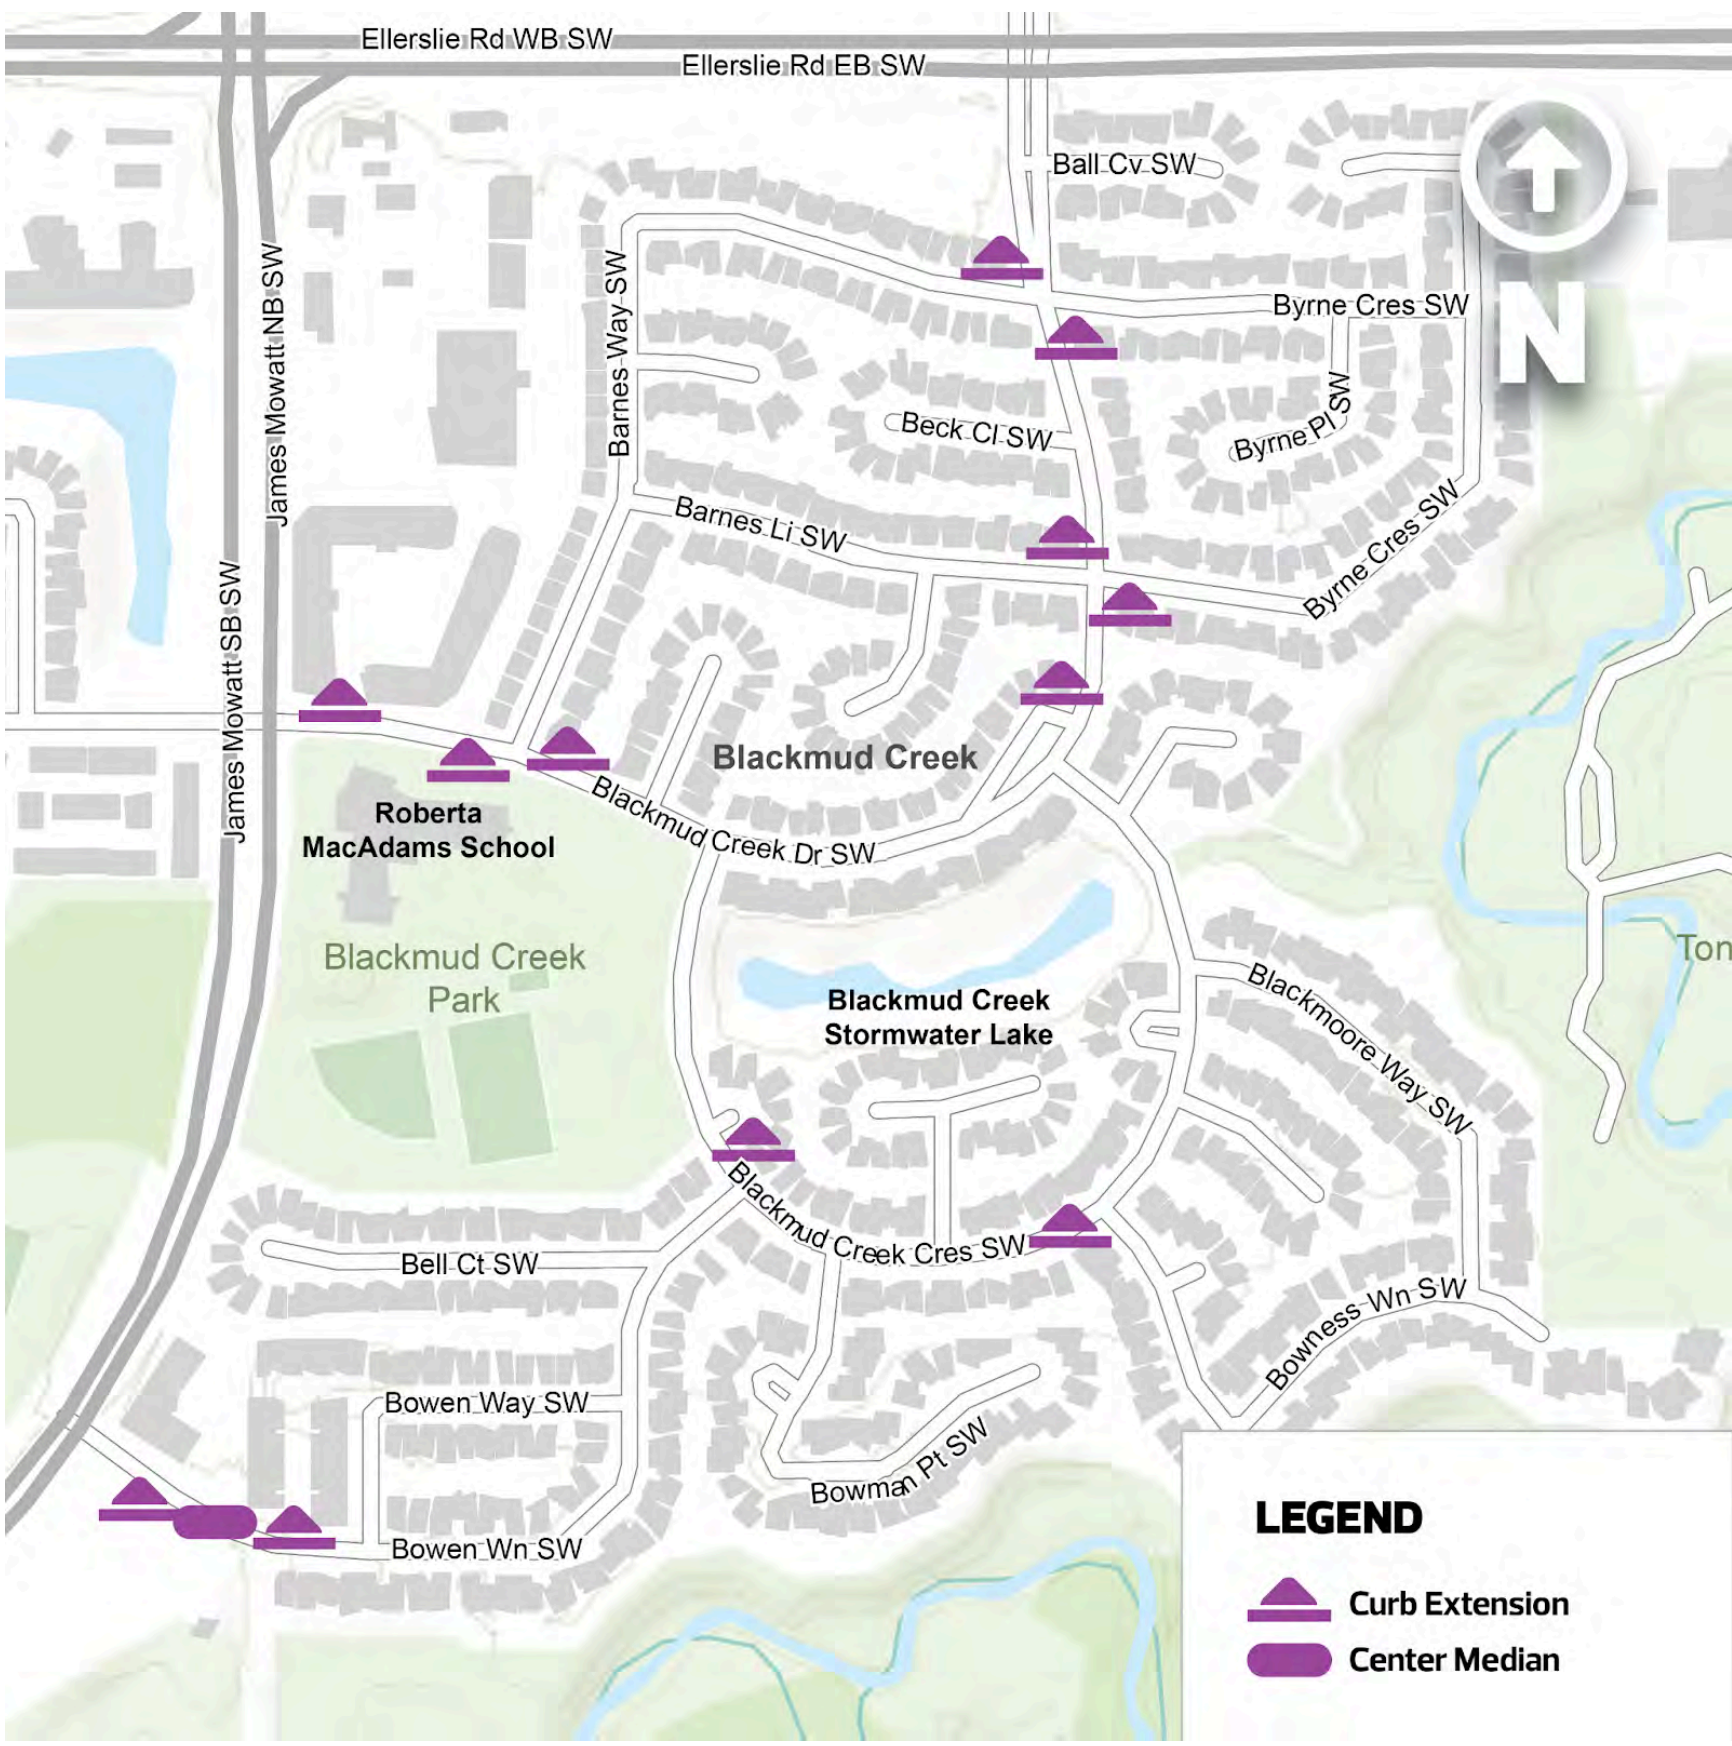 Ellerslie Rd WB SW
Ellerslie Rd EB SW
Ball Cv SW
N
James Mowatt NB SW
Barnes Way SW
Byrne Cres SW
Beck Cl SW
Byrne Pl SW
Barnes Li SW
Byrne Cres SW
James Mowatt SB SW
Blackmud Creek
Roberta
MacAdams School
Blackmud Creek Dr SW
Blackmud Creek
Park
Blackmud Creek
Stormwater Lake
Blackmoore Way SW
Ton
Blackmud Creek Cres SW
Bell Ct SW
Bowness Wn SW
Bowen Way SW
Bowman Pt SW
Bowen Wn SW
LEGEND
Curb Extension
Center Median